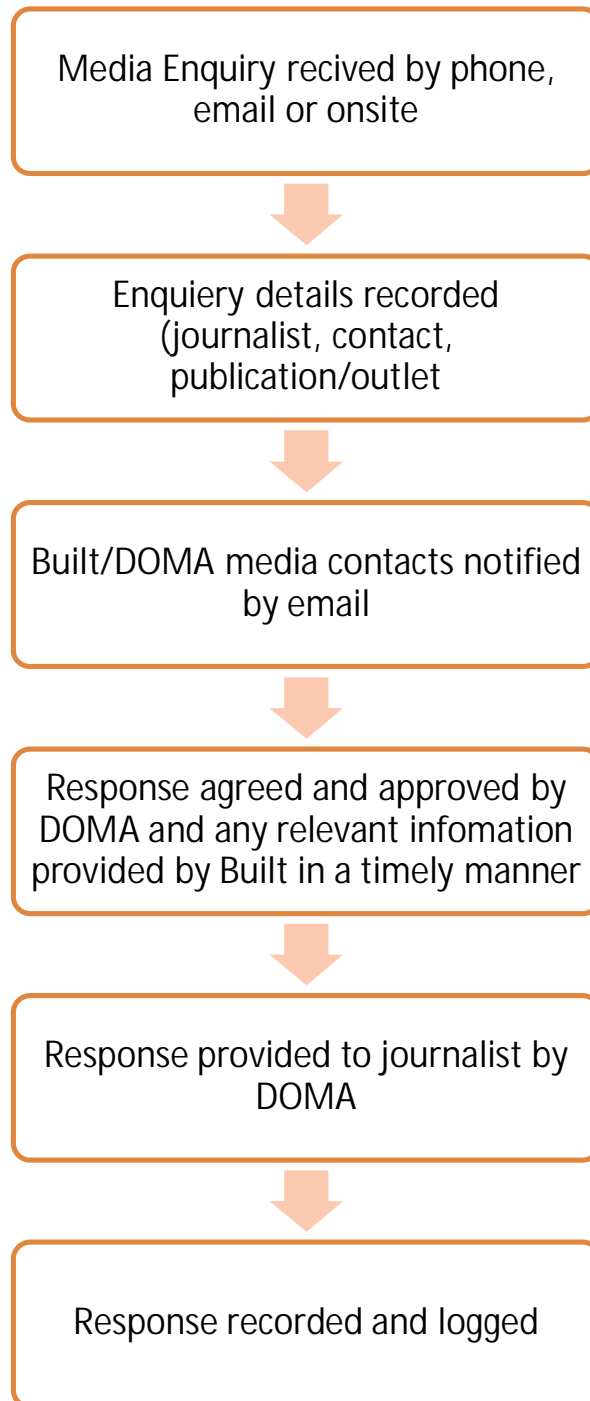 Media Enquiry recived by phone,
email or onsite
Enquiery details recorded
(journalist, contact,
publication/outlet
Built/DOMA media contacts notified
by email
Response agreed and approved by
DOMA and any relevant infomation
provided by Built in a timely manner
Response provided to journalist by
DOMA
Response recorded and logged